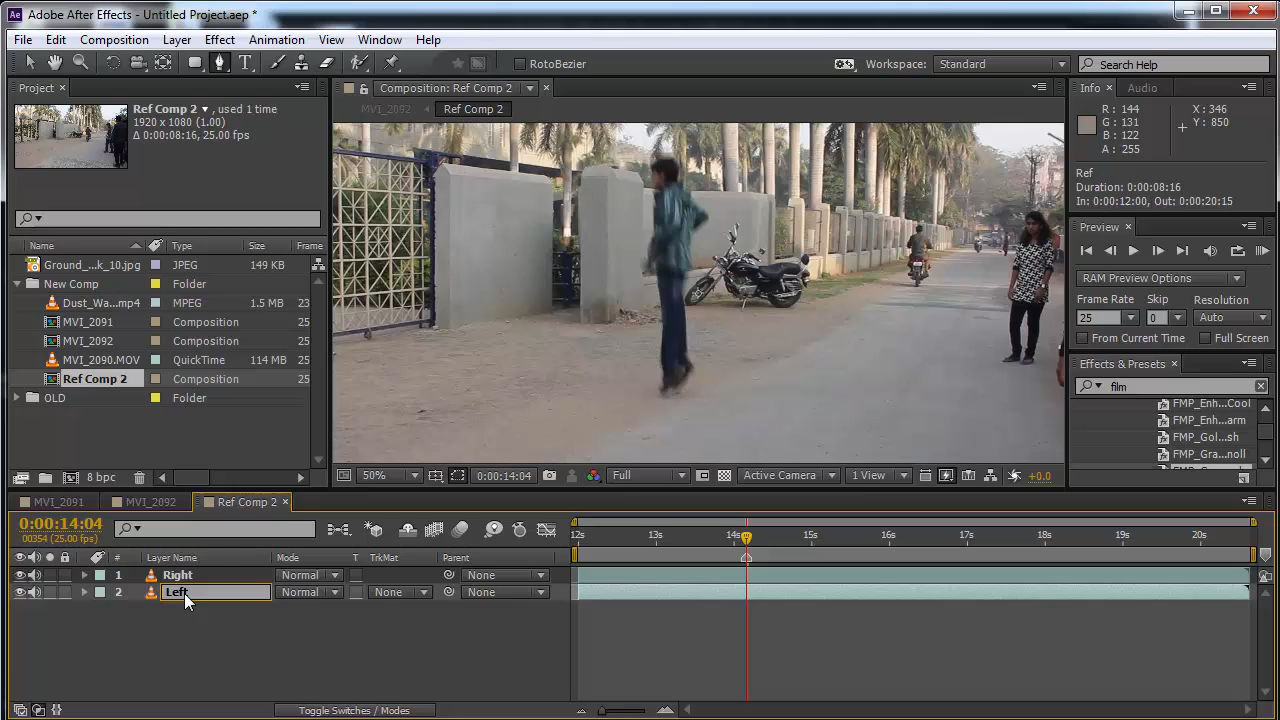 Adobe After Effects - Untitled Project.aep *
File Edit Composition Layer Effect Animation View Window Help
RotoBezier
Workspace: Standard
Search Help
Project
Ref Comp 2 ▼ , used 1 time
1920 x 1080 (1.00)
Δ 0:00:08:16, 25.00 fps
Name Type Size Frame
Ground_...k_10.jpg JPEG 149 KB
New Comp Folder
Dust_Wa...mp4 MPEG 1.5 MB 23
MVI_2091 Composition 25
MVI_2092 Composition 25
MVI_2090.MOV QuickTime 114 MB 25
Ref Comp 2 Composition 25
OLD Folder
8 bpc
Composition: Ref Comp 2
MVI_2092 Ref Comp 2
50% 0:00:14:04 Full Active Camera 1 View +0.0
Info Audio
R : 144
G : 131
B : 122
A : 255
X : 346
Y : 850
Ref
Duration: 0:00:08:16
In: 0:00:12:00, Out: 0:00:20:15
Preview
RAM Preview Options
Frame Rate Skip Resolution
25 0 Auto
From Current Time Full Screen
Effects & Presets
film
FMP_Enh...Cool
FMP_Enh...arm
FMP_Gol...sh
FMP_Gra...noll
MVI_2091 MVI_2092 Ref Comp 2
0:00:14:04
00354 (25.00 fps)
12s 13s 14s 15s 16s 17s 18s 19s 20s
# Layer Name Mode T TrkMat Parent
1 Right Normal None
2 Left Normal None None
Toggle Switches / Modes